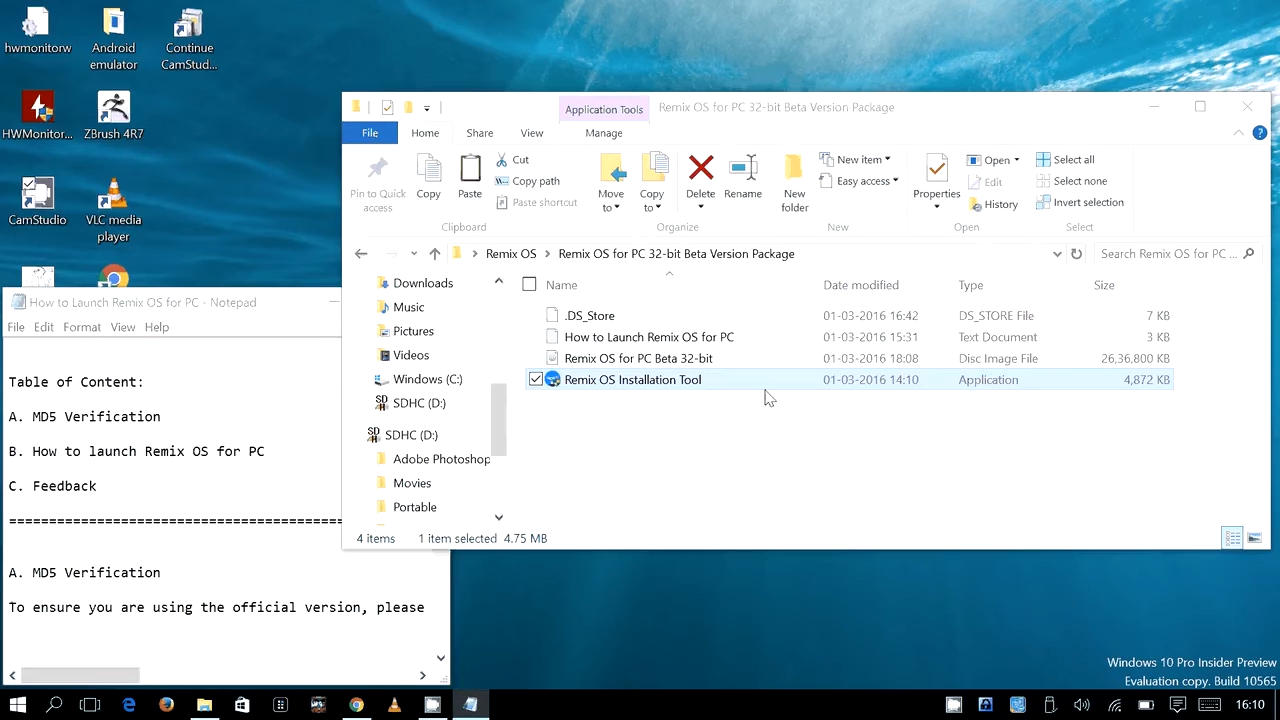 hwmonitorw
Android
emulator
Continue
CamStud...
HWMonitor...
ZBrush 4R7
CamStudio
VLC media
player
Application Tools
Remix OS for PC 32-bit Beta Version Package
File
Home
Share
View
Manage
Pin to Quick
access
Copy
Paste
Cut
Copy path
Paste shortcut
Clipboard
Move
to
Copy
to
Delete
Rename
Organize
New
folder
New item
Easy access
New
Properties
Open
Edit
History
Open
Select all
Select none
Invert selection
Select
Remix OS
Remix OS for PC 32-bit Beta Version Package
Search Remix OS for PC ...
Downloads
Music
Pictures
Videos
Windows (C:)
SDHC (D:)
SDHC (D:)
Adobe Photoshop
Movies
Portable
Name Date modified Type Size
.DS_Store 01-03-2016 16:42 DS_STORE File 7 KB
How to Launch Remix OS for PC 01-03-2016 15:31 Text Document 3 KB
Remix OS for PC Beta 32-bit 01-03-2016 18:08 Disc Image File 26,36,800 KB
Remix OS Installation Tool 01-03-2016 14:10 Application 4,872 KB
4 items 1 item selected 4.75 MB
How to Launch Remix OS for PC - Notepad
File Edit Format View Help
Table of Content:
A. MD5 Verification
B. How to launch Remix OS for PC
C. Feedback
==========================================
A. MD5 Verification
To ensure you are using the official version, please
Windows 10 Pro Insider Preview
Evaluation copy. Build 10565
16:10